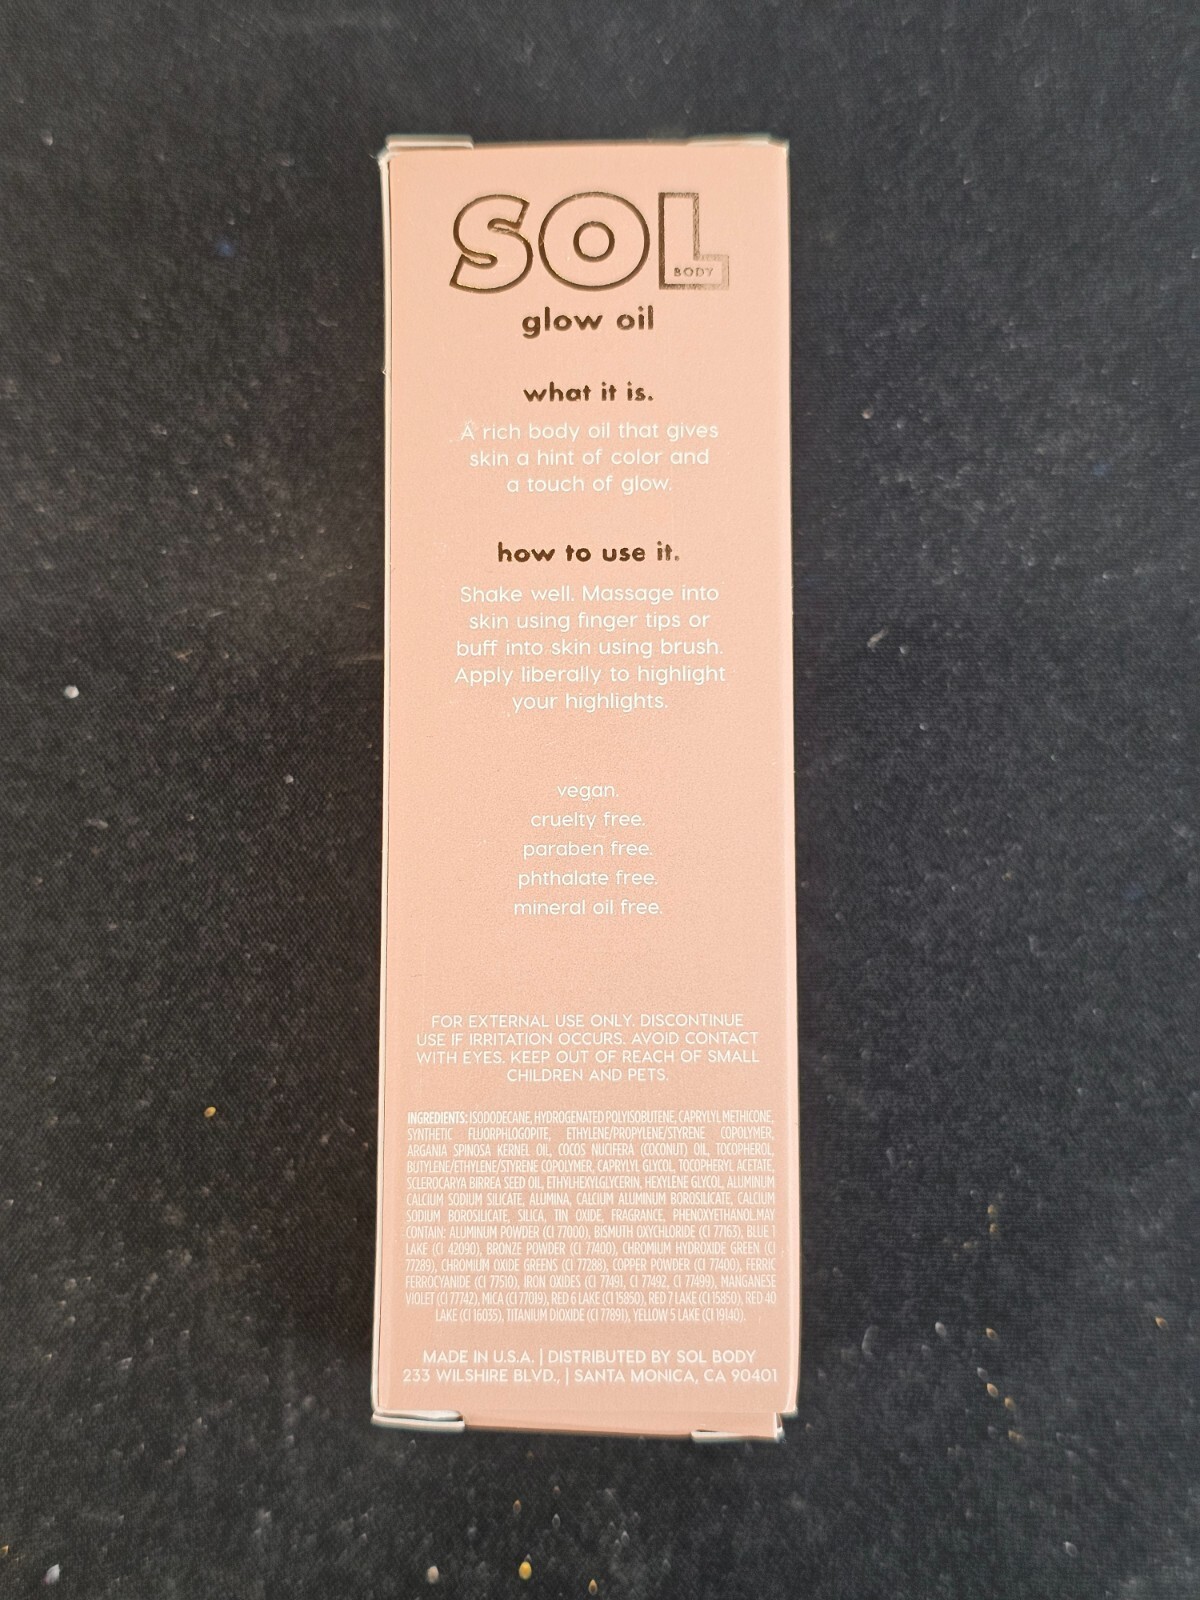 SOL
BODY
glow oil
what it is.
A rich body oil that gives
skin a hint of color and
a touch of glow.
how to use it.
Shake well. Massage into
skin using finger tips or
buff into skin using brush.
Apply liberally to highlight
your highlights.
vegan.
cruelty free.
paraben free.
phthalate free.
mineral oil free.
FOR EXTERNAL USE ONLY. DISCONTINUE
USE IF IRRITATION OCCURS. AVOID CONTACT
WITH EYES. KEEP OUT OF REACH OF SMALL
CHILDREN AND PETS.
INGREDIENTS: ISODODECANE, HYDROGENATED POLYISOBUTENE, CAPRYLYL METHICONE,
SYNTHETIC FLUORPHLOGOPITE, ETHYLENE/PROPYLENE/STYRENE COPOLYMER,
ARGANIA SPINOSA KERNEL OIL, COCOS NUCIFERA (COCONUT) OIL, TOCOPHEROL,
BUTYLENE/ETHYLENE/STYRENE COPOLYMER, CAPRYLYL GLYCOL, TOCOPHERYL ACETATE,
SCLEROCARYA BIRREA SEED OIL, ETHYLHEXYLGLYCERIN, HEXYLENE GLYCOL, ALUMINUM
CALCIUM SODIUM SILICATE, ALUMINA, CALCIUM ALUMINUM BOROSILICATE, CALCIUM
SODIUM BOROSILICATE, SILICA, TIN OXIDE, FRAGRANCE, PHENOXYETHANOL.MAY
CONTAIN: ALUMINUM POWDER (CI 77000), BISMUTH OXYCHLORIDE (CI 77163), BLUE 1
LAKE (CI 42090), BRONZE POWDER (CI 77400), CHROMIUM HYDROXIDE GREEN (CI
77289), CHROMIUM OXIDE GREENS (CI 77288), COPPER POWDER (CI 77400), FERRIC
FERROCYANIDE (CI 77510), IRON OXIDES (CI 77491, CI 77492, CI 77499), MANGANESE
VIOLET (CI 77742), MICA (CI 77019), RED 6 LAKE (CI 15850), RED 7 LAKE (CI 15850), RED 40
LAKE (CI 16035), TITANIUM DIOXIDE (CI 77891), YELLOW 5 LAKE (CI 19140).
MADE IN U.S.A. | DISTRIBUTED BY SOL BODY
233 WILSHIRE BLVD., | SANTA MONICA, CA 90401